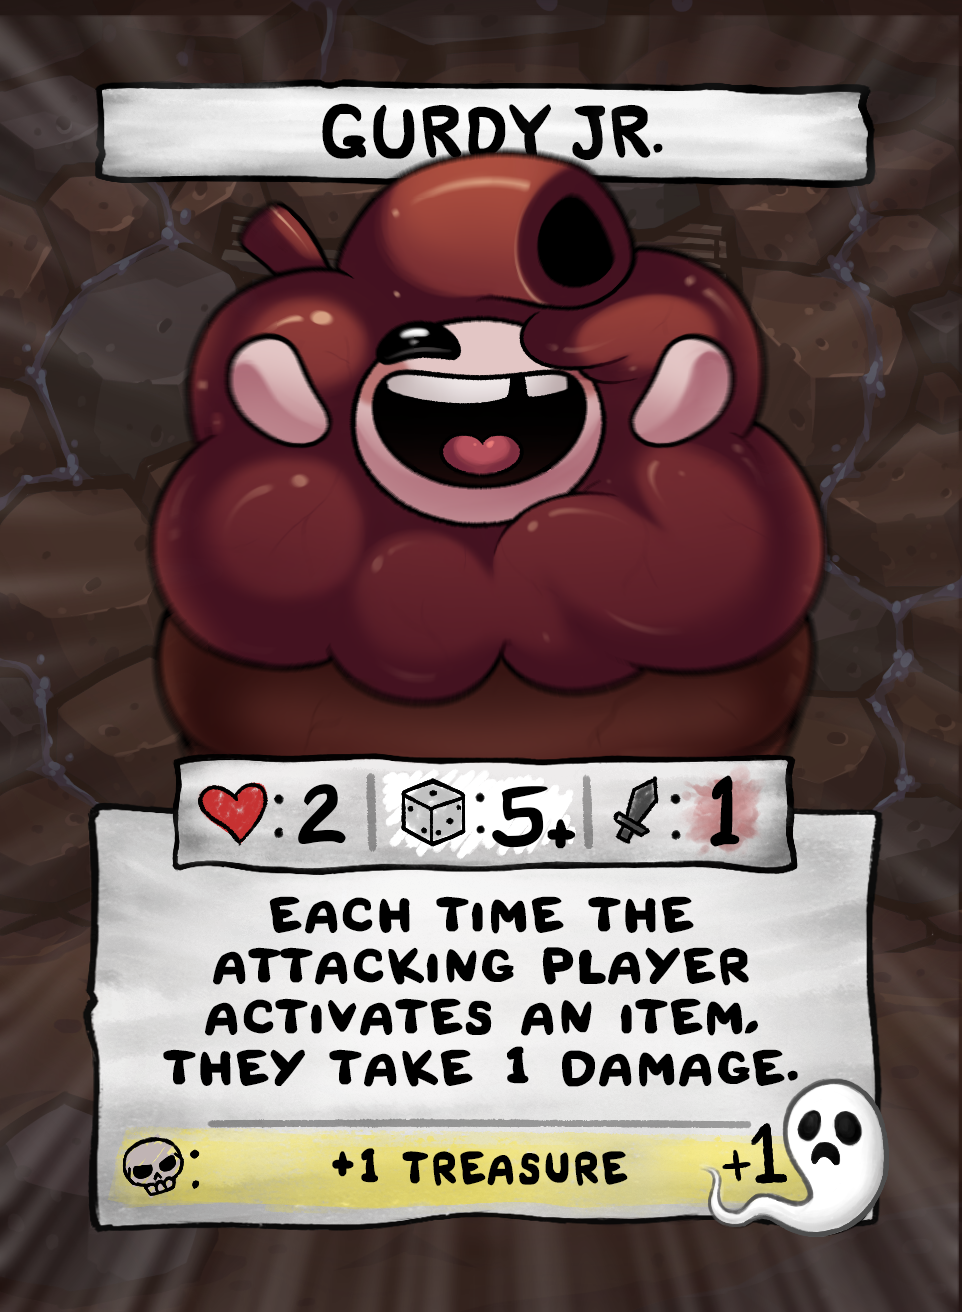 GURDY JR.
: 2 : 5+ : 1
EACH TIME THE
ATTACKING PLAYER
ACTIVATES AN ITEM,
THEY TAKE 1 DAMAGE.
: +1 TREASURE +1